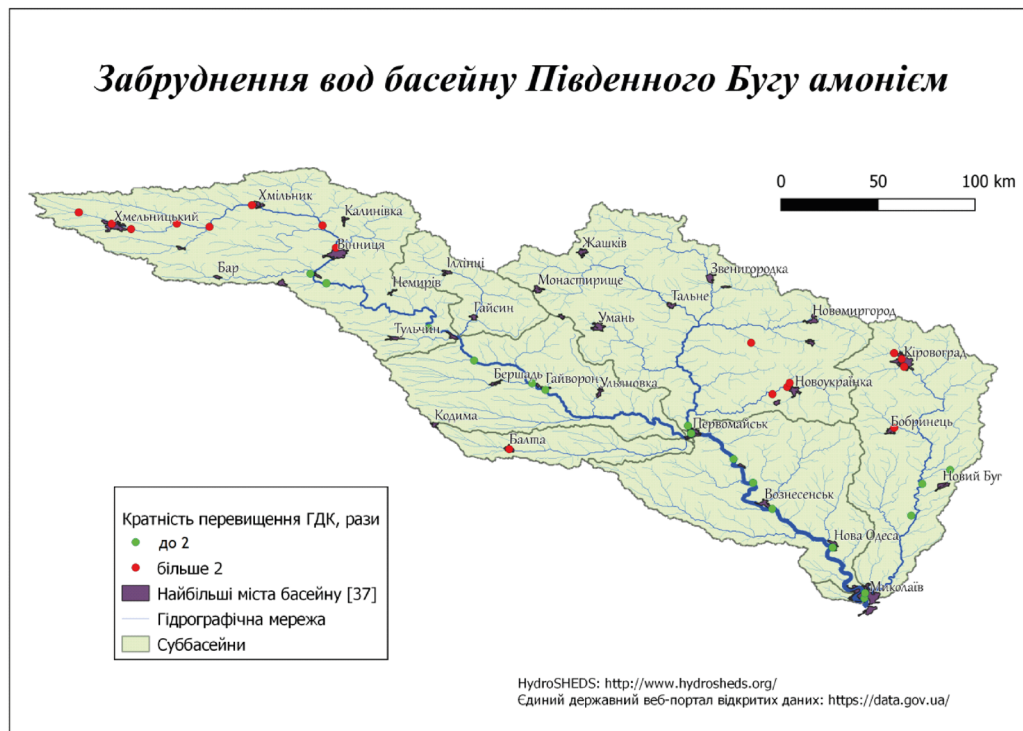 Забруднення вод басейну Південного Бугу амонієм
0 50 100 km
Хмільник
Хмельницький
Калинівка
Вінниця
Жашків
Іллінці
Звенигородка
Бар
Немирів
Монастирище
Тальне
Гайсин
Новомиргород
Умань
Тульчин
Кіровоград
Бершадь
Гайворон
Ульяновка
Новоукраїнка
Кодима
Первомайськ
Бобринець
Балта
Новий Буг
Вознесенськ
Нова Одеса
Миколаїв
Кратність перевищення ГДК, рази
до 2
більше 2
Найбільші міста басейну [37]
Гідрографічна мережа
Суббасейни
HydroSHEDS: http://www.hydrosheds.org/
Єдиний державний веб-портал відкритих даних: https://data.gov.ua/